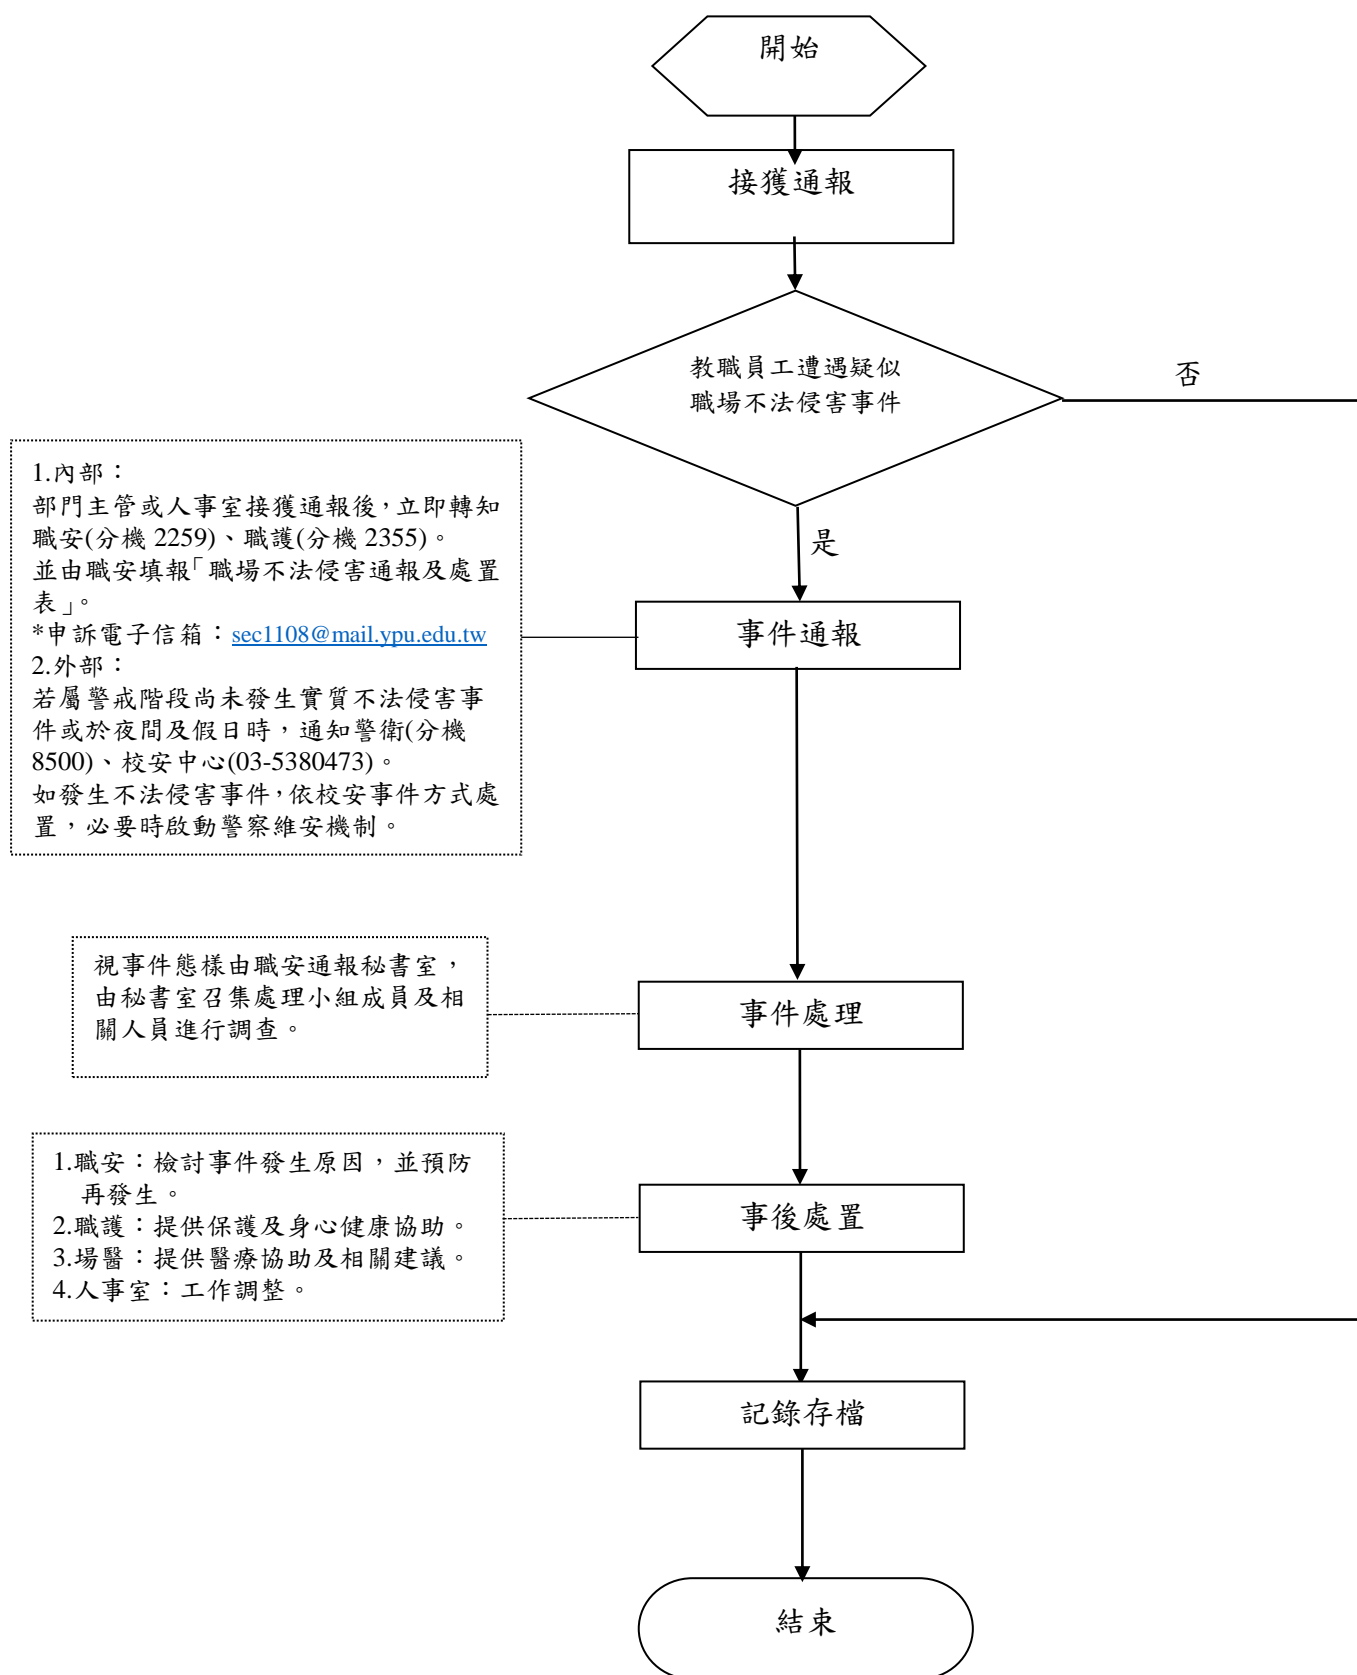 開始
接獲通報
教職員工遭遇疑似
職場不法侵害事件
否
是
1.內部：
部門主管或人事室接獲通報後，立即轉知
職安(分機 2259)、職護(分機 2355)。
並由職安填報「職場不法侵害通報及處置
表」。
*申訴電子信箱：sec1108@mail.ypu.edu.tw
2.外部：
若屬警戒階段尚未發生實質不法侵害事
件或於夜間及假日時，通知警衛(分機
8500)、校安中心(03-5380473)。
如發生不法侵害事件，依校安事件方式處
置，必要時啟動警察維安機制。
事件通報
視事件態樣由職安通報秘書室，
由秘書室召集處理小組成員及相
關人員進行調查。
事件處理
1.職安：檢討事件發生原因，並預防
再發生。
2.職護：提供保護及身心健康協助。
3.場醫：提供醫療協助及相關建議。
4.人事室：工作調整。
事後處置
記錄存檔
結束